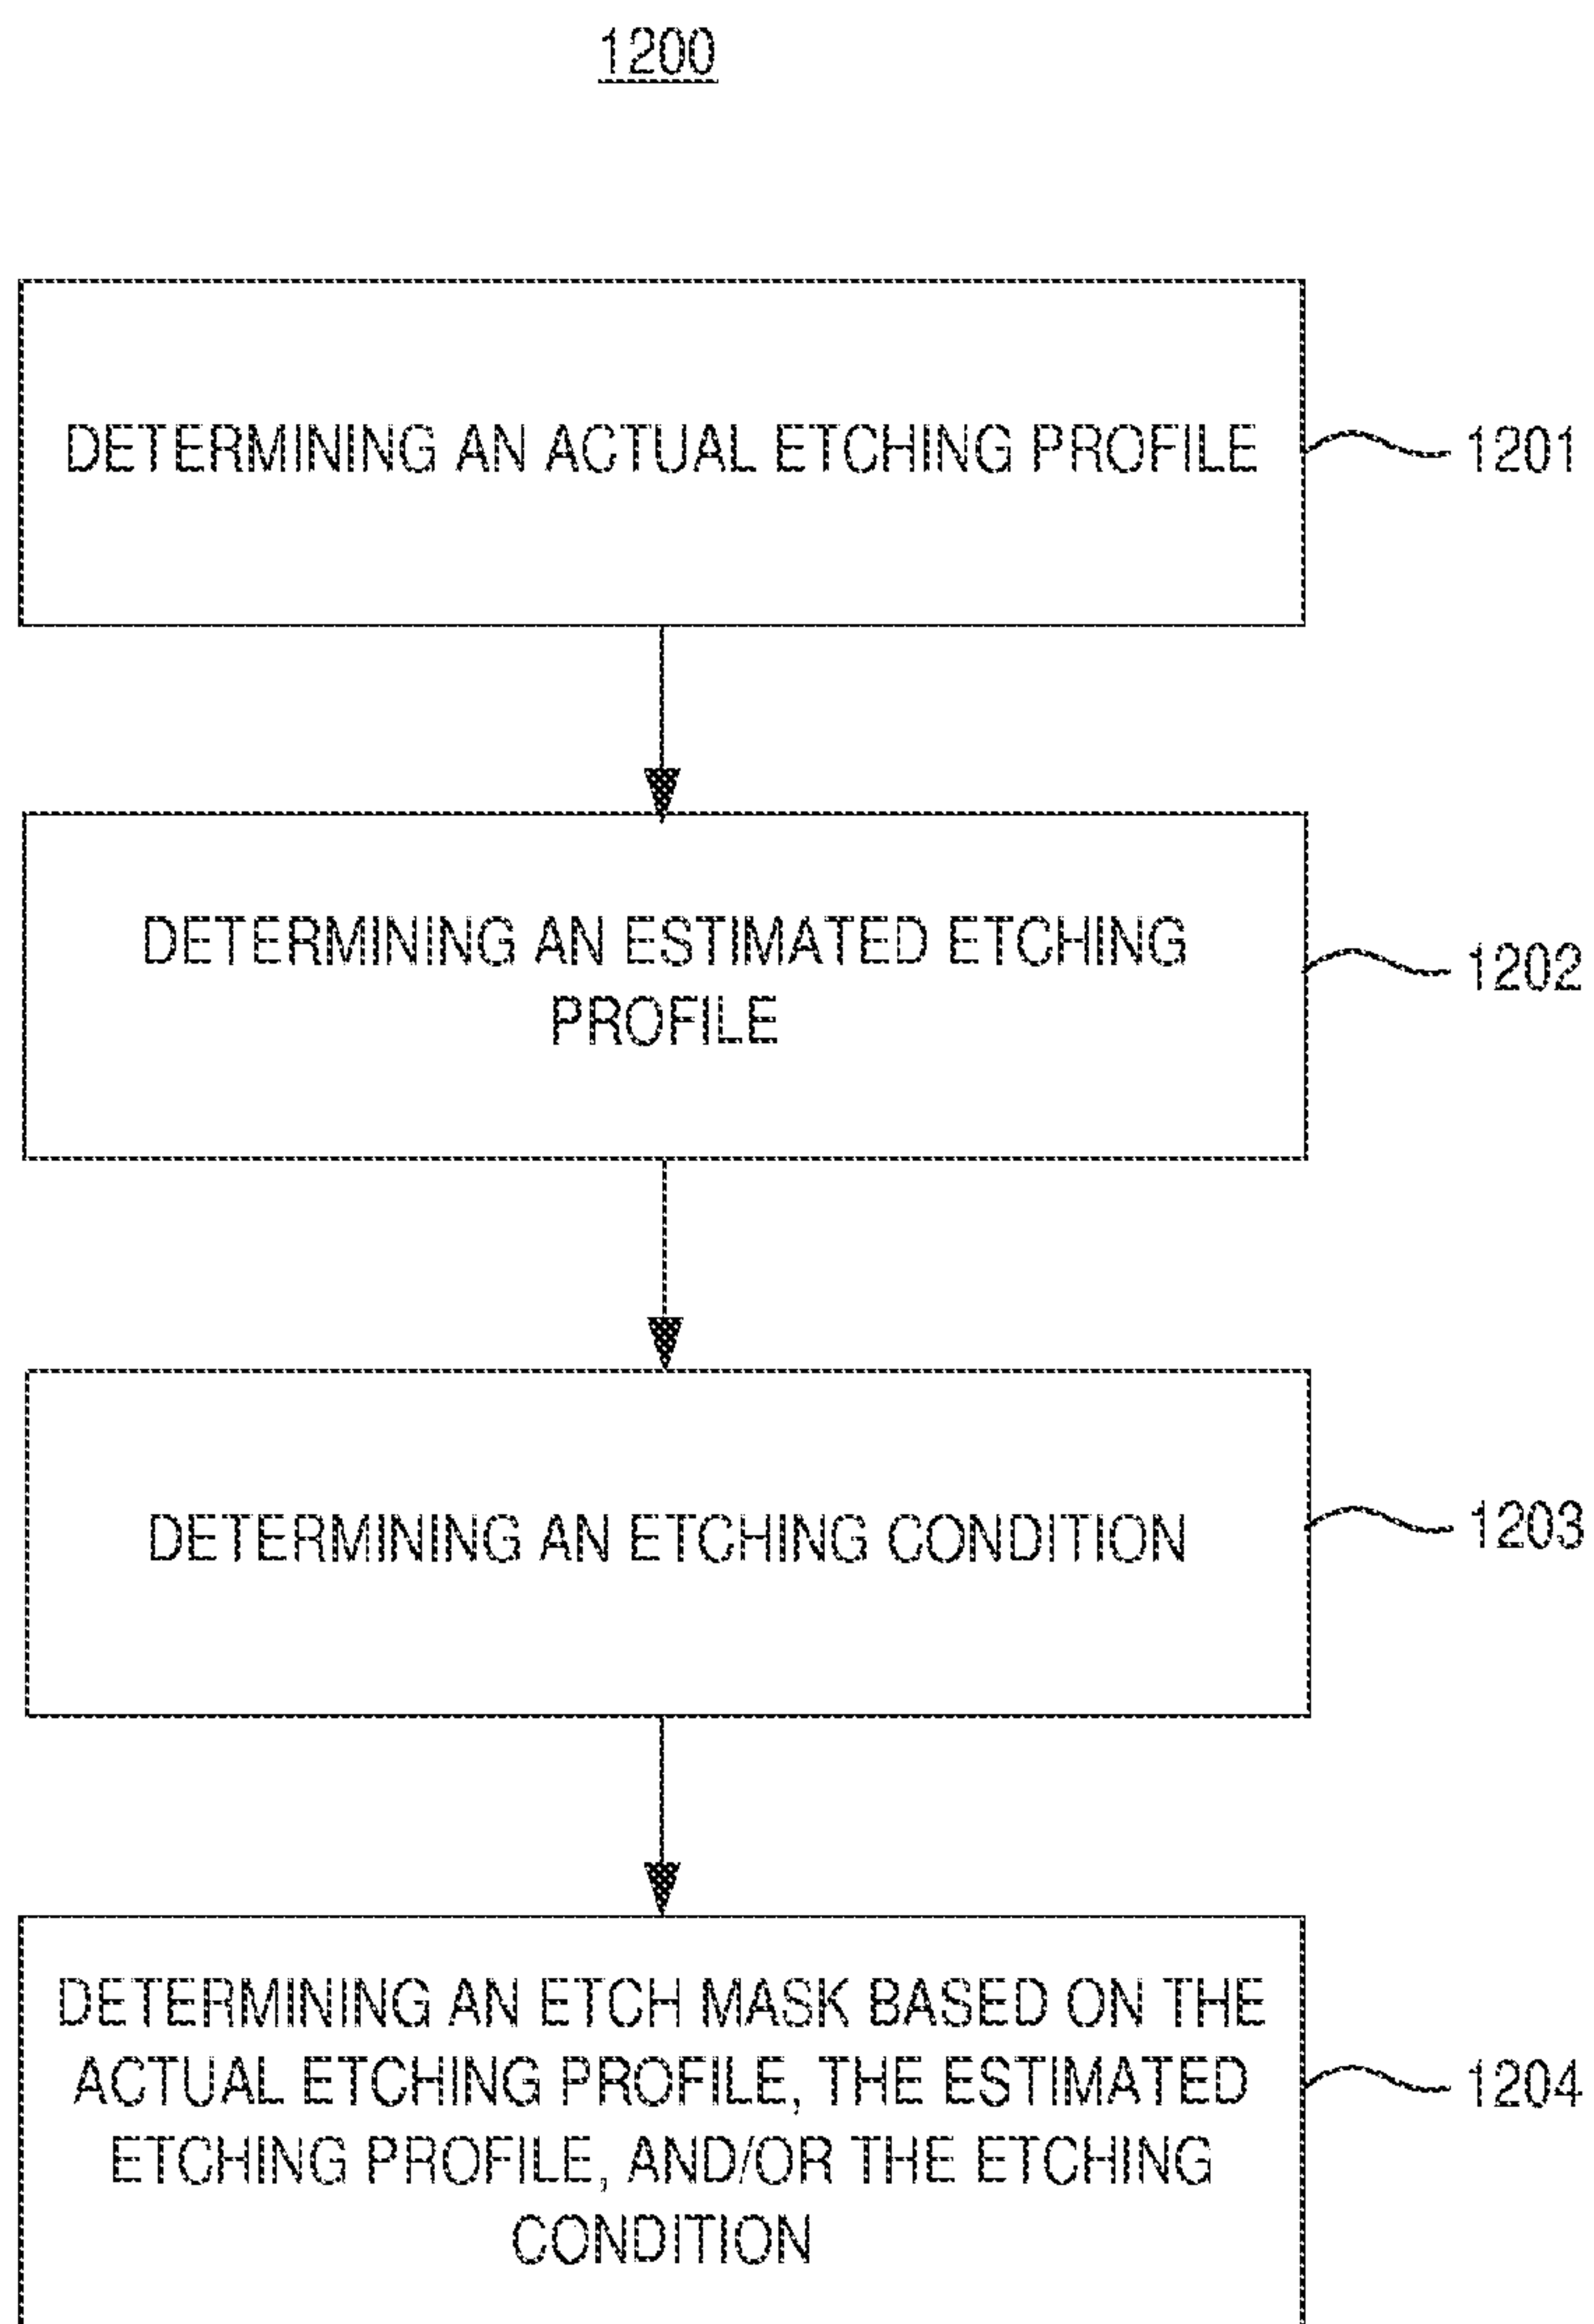 1200
DETERMINING AN ACTUAL ETCHING PROFILE
1201
DETERMINING AN ESTIMATED ETCHING
PROFILE
1202
DETERMINING AN ETCHING CONDITION
1203
DETERMINING AN ETCH MASK BASED ON THE
ACTUAL ETCHING PROFILE, THE ESTIMATED
ETCHING PROFILE, AND/OR THE ETCHING
CONDITION
1204